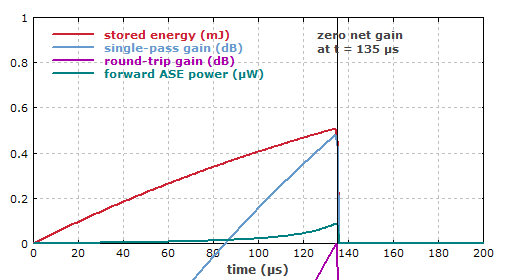 1
stored energy (mJ)
single-pass gain (dB)
round-trip gain (dB)
forward ASE power (µW)
zero net gain
at t = 135 µs
0.8
0.6
0.4
0.2
0
0 20 40 60 80 100 120 140 160 180 200
time (µs)